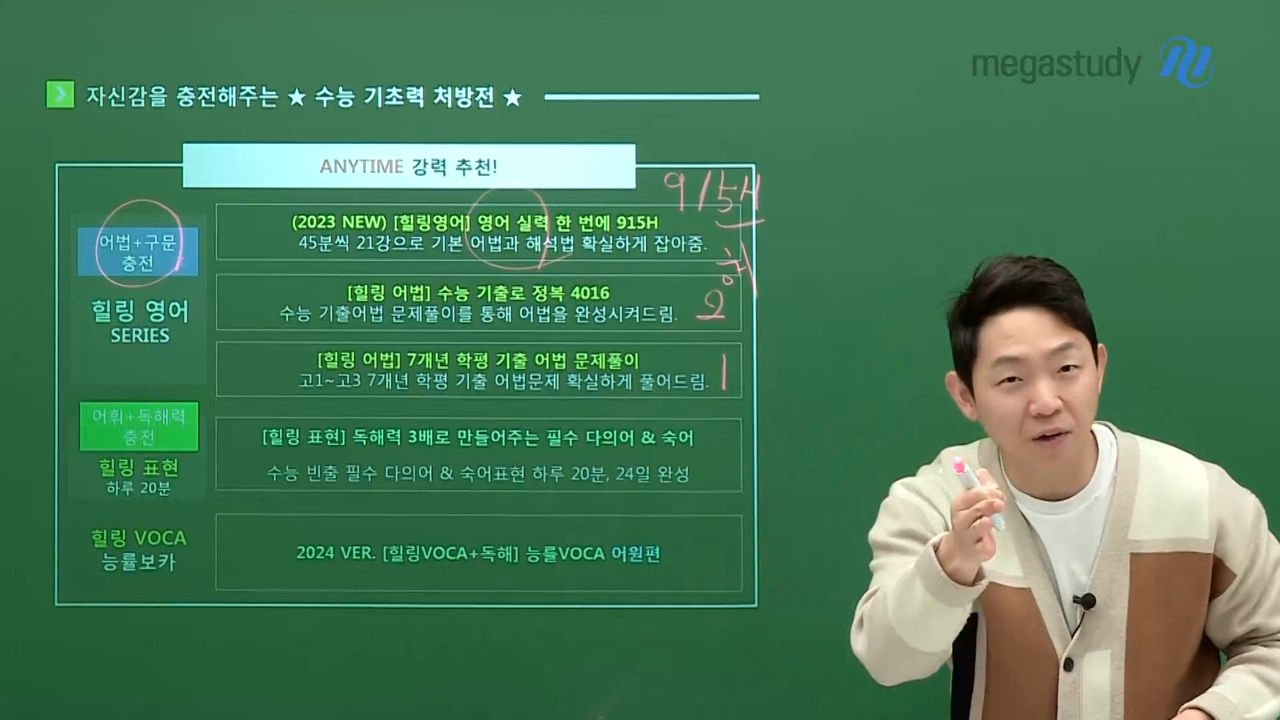 megastudy
자신감을 충전해주는 ★ 수능 기초력 처방전 ★
ANYTIME 강력 추천!
915H
어법+구문
충전
힐링 영어
SERIES
(2023 NEW) [힐링영어] 영어 실력 한 번에 915H
45분씩 21강으로 기본 어법과 해석법 확실하게 잡아줌.
[힐링 어법] 수능 기출로 정복 4016
수능 기출어법 문제풀이를 통해 어법을 완성시켜드림.
2
[힐링 어법] 7개년 학평 기출 어법 문제풀이
고1~고3 7개년 학평 기출 어법문제 확실하게 풀어드림.
1
어휘+독해력
충전
힐링 표현
하루 20분
[힐링 표현] 독해력 3배로 만들어주는 필수 다의어 & 숙어
수능 빈출 필수 다의어 & 숙어표현 하루 20분, 24일 완성
힐링 VOCA
능률보카
2024 VER. [힐링VOCA+독해] 능률VOCA 어원편